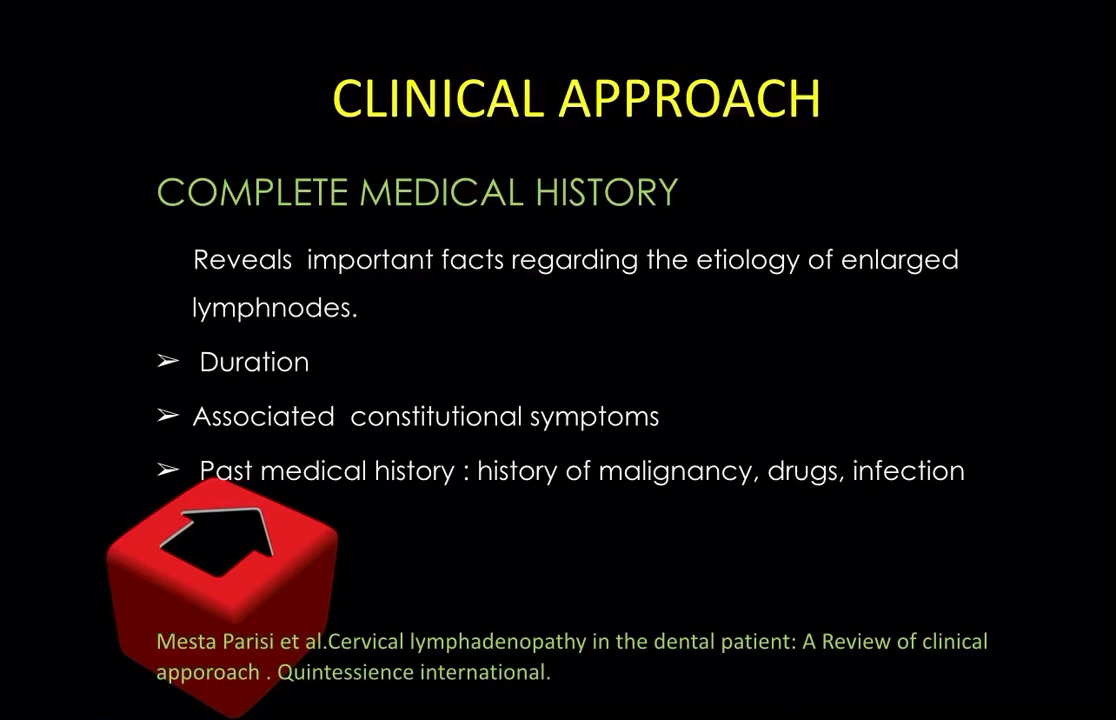 CLINICAL APPROACH
COMPLETE MEDICAL HISTORY
Reveals important facts regarding the etiology of enlarged
lymphnodes.
➢ Duration
➢ Associated constitutional symptoms
➢ Past medical history : history of malignancy, drugs, infection
Mesta Parisi et al.Cervical lymphadenopathy in the dental patient: A Review of clinical
apporoach . Quintessience international.